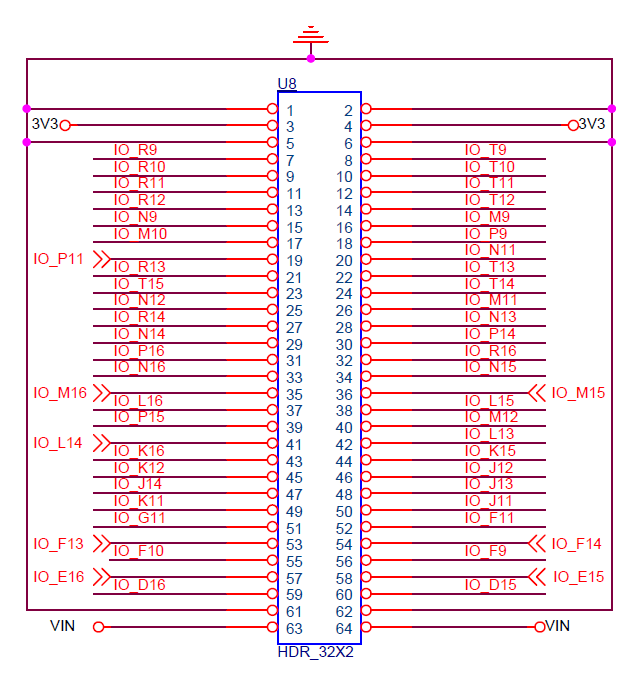 U8
1 2
3V3 3 4 3V3
5 6
IO_R9 7 8 IO_T9
IO_R10 9 10 IO_T10
IO_R11 11 12 IO_T11
IO_R12 13 14 IO_T12
IO_N9 15 16 IO_M9
IO_M10 17 18 IO_P9
IO_P11 19 20 IO_N11
IO_R13 21 22 IO_T13
IO_T15 23 24 IO_T14
IO_N12 25 26 IO_M11
IO_R14 27 28 IO_N13
IO_N14 29 30 IO_P14
IO_P16 31 32 IO_R16
IO_N16 33 34 IO_N15
IO_M16 35 36 IO_M15
IO_L16 37 38 IO_L15
IO_P15 39 40 IO_M12
IO_L14 41 42 IO_L13
IO_K16 43 44 IO_K15
IO_K12 45 46 IO_J12
IO_J14 47 48 IO_J13
IO_K11 49 50 IO_J11
IO_G11 51 52 IO_F11
IO_F13 53 54 IO_F14
IO_F10 55 56 IO_F9
IO_E16 57 58 IO_E15
IO_D16 59 60 IO_D15
61 62
VIN 63 64 VIN
HDR_32X2